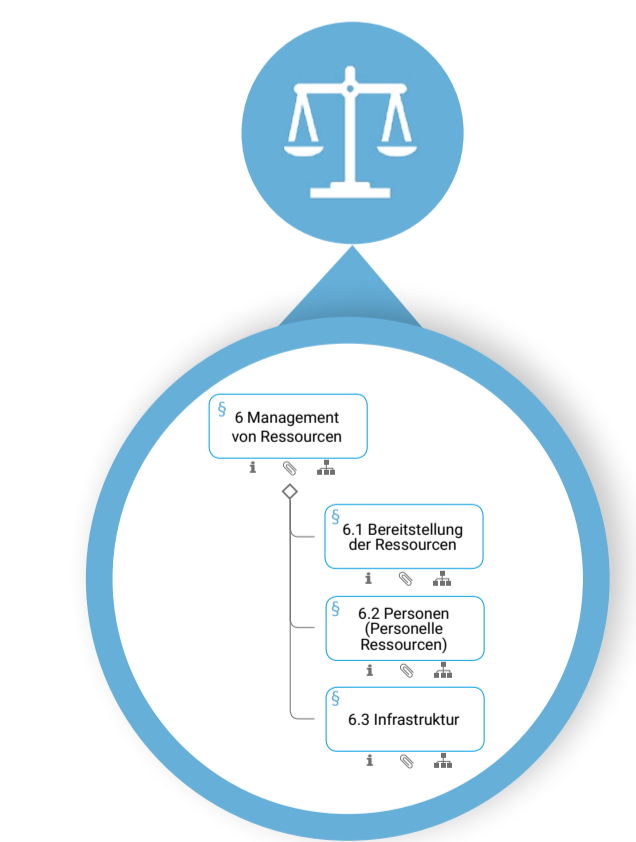 §
6 Management
von Ressourcen
§
6.1 Bereitstellung
der Ressourcen
§
6.2 Personen
(Personelle
Ressourcen)
§
6.3 Infrastruktur